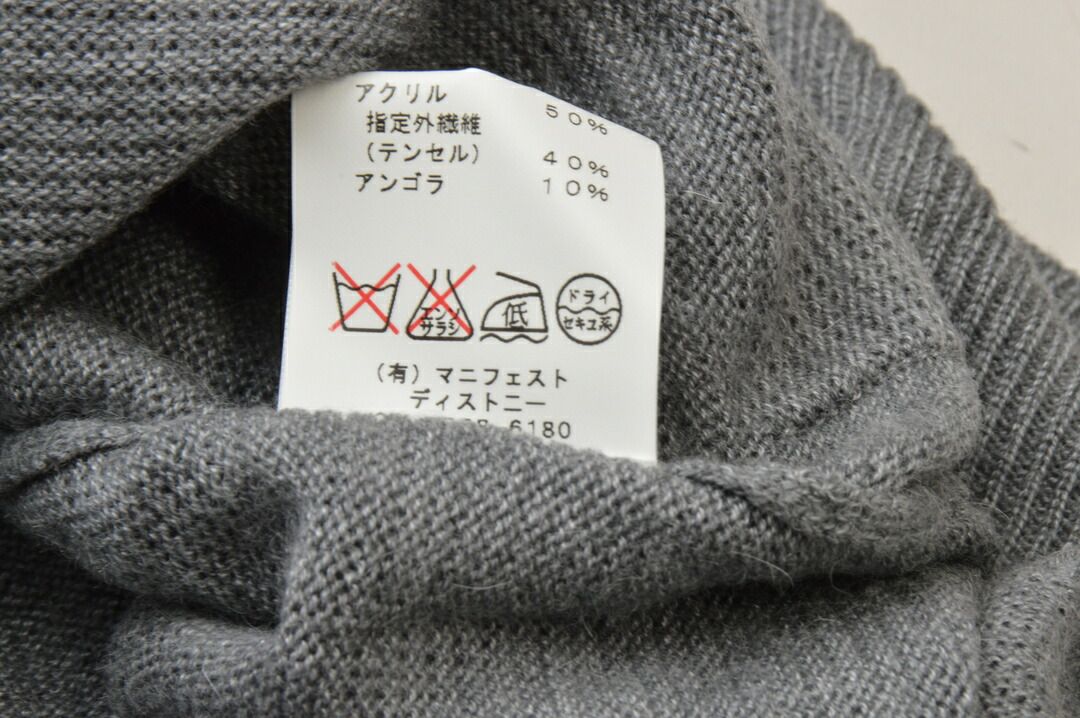 アクリル 50%
指定外繊維
(テンセル) 40%
アンゴラ 10%
エンソ
サラシ
低
ドライ
セキユ系
(有) マニフェスト
ディストニー
6180